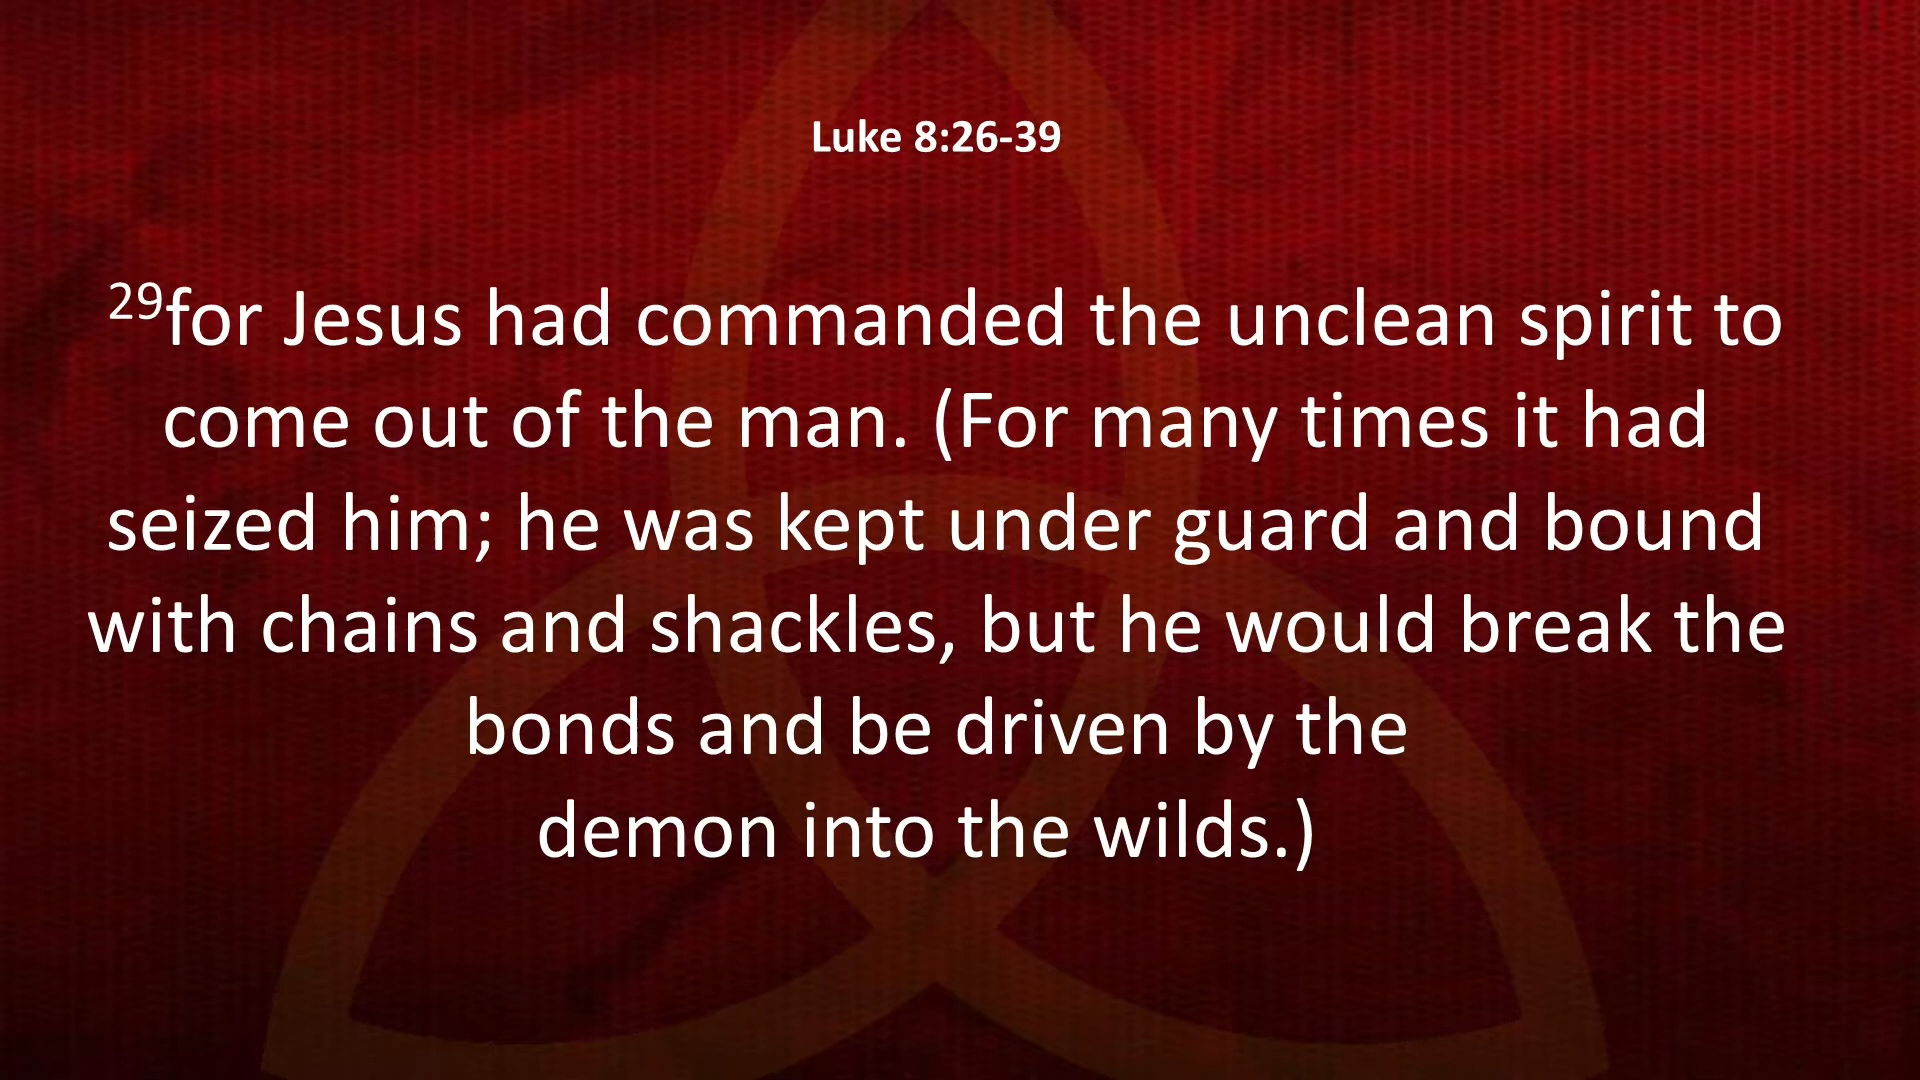 Luke 8:26-39
29for Jesus had commanded the unclean spirit to
come out of the man. (For many times it had
seized him; he was kept under guard and bound
with chains and shackles, but he would break the
bonds and be driven by the
demon into the wilds.)